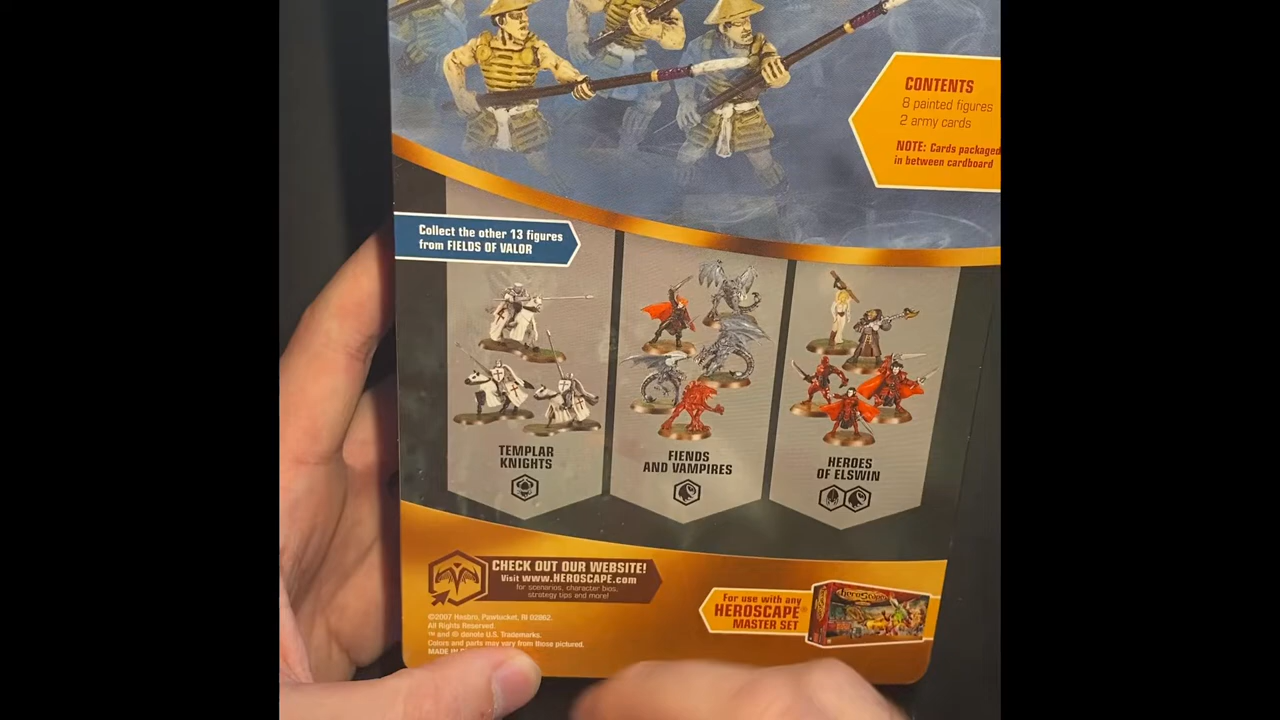 CONTENTS
8 painted figures
2 army cards
NOTE: Cards packaged
in between cardboard
Collect the other 13 figures
from FIELDS OF VALOR
TEMPLAR
KNIGHTS
FIENDS
AND VAMPIRES
HEROES
OF ELSWIN
CHECK OUT OUR WEBSITE!
Visit www.HEROSCAPE.com
for scenarios, character bios,
strategy tips and more!
For use with any
HEROSCAPE®
MASTER SET
heroScape
©2007 Hasbro, Pawtucket, RI 02862.
All Rights Reserved.
™ and ® denote U.S. Trademarks.
Colors and parts may vary from those pictured.
MADE IN